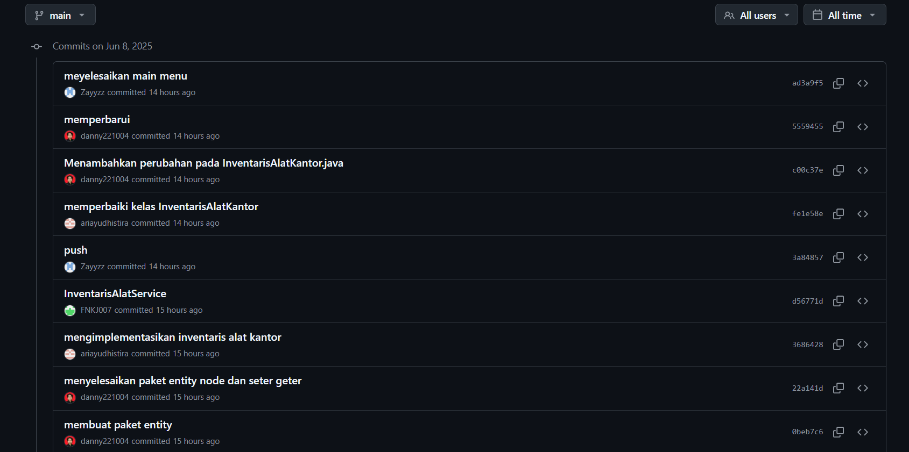 main
All users
All time
Commits on Jun 8, 2025
meyelesaikan main menu
Zayyzz committed 14 hours ago
ad3a9f5
memperbarui
danny221004 committed 14 hours ago
5559455
Menambahkan perubahan pada InventarisAlatKantor.java
danny221004 committed 14 hours ago
c00c37e
memperbaiki kelas InventarisAlatKantor
ariayudhistira committed 14 hours ago
fe1e58e
push
Zayyzz committed 14 hours ago
3a84857
InventarisAlatService
FNKJ007 committed 15 hours ago
d56771d
mengimplementasikan inventaris alat kantor
ariayudhistira committed 15 hours ago
3686428
menyelesaikan paket entity node dan seter geter
danny221004 committed 15 hours ago
22a141d
membuat paket entity
danny221004 committed 15 hours ago
0beb7c6